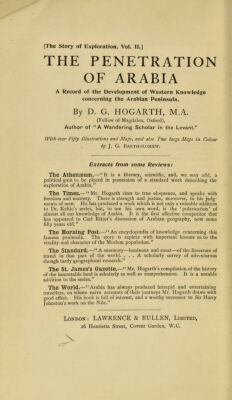 [The Story of Exploration, Vol. II.]
THE PENETRATION
OF ARABIA
A Record of the Development of Western Knowledge
concerning the Arabian Peninsula.
By D. G. HOGARTH, M.A.
(Fellow of Magdalen, Oxford),
Author of "A Wandering Scholar in the Levant."
With over Fifty Illustrations and Maps, and also Two large Maps in Colour
by J. G. BARTHOLOMEW.
Extracts from some Reviews:
The Athenæum.—"It is a literary, scientific, and, we may add, a
political gem to be placed in possession of a standard work describing the
exploration of Arabia."
The Times.—"Mr. Hogarth rises to true eloquence, and speaks with
freedom and mastery. There is strength and justice, moreover, in his judg-
ments of men. He has produced a work which is not only a valuable addition
to Dr. Keltie's series, but, to use his own word, is the 'quintessence' of
almost all our knowledge of Arabia. It is the first effective competitor that
has appeared to Carl Ritter's discussion of Arabian geography, now some
fifty years old."
The Morning Post.—"An encyclopædia of knowledge concerning this
famous peninsula. The story is replete with important lessons as to the
vitality and character of the Moslem population."
The Standard.—"A summary—luminous and exact—of the literature of
travel in that part of the world. . . . A scholarly survey of adventurous
though tardy geographical research."
The St. James's Gazette.—"Mr. Hogarth's compilation of the history
of the insatiable land is scholarly as well as comprehensive. It is a notable
addition to the series."
The World.—"Arabia has always produced intrepid and entertaining
travellers, on whose naive accounts of their journeys Mr. Hogarth draws with
good effect. His book is full of interest, and a worthy successor to Sir Harry
Johnston's work on the Nile."
LONDON: LAWRENCE & BULLEN, LIMITED,
16 Henrietta Street, Covent Garden, W.C.